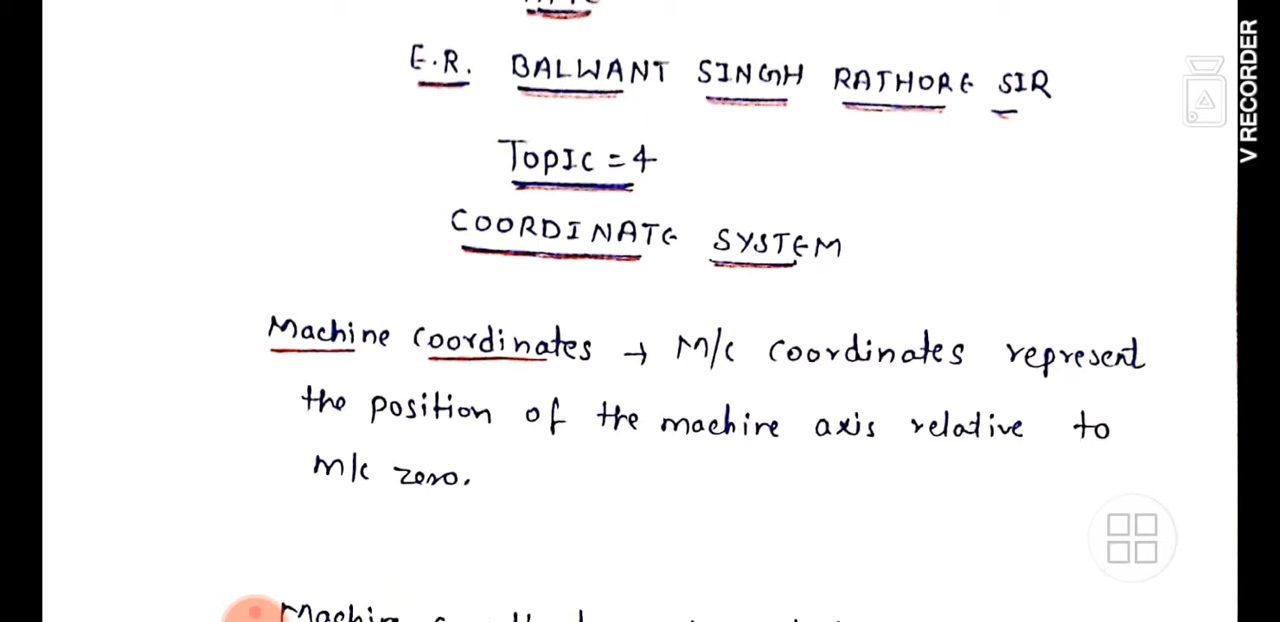 E.R. BALWANT SINGH RATHORE SIR
TOPIC = 4
COORDINATE SYSTEM
Machine Coordinates → M/C coordinates represent
the position of the machine axis relative to
m/c zero.
V RECORDER